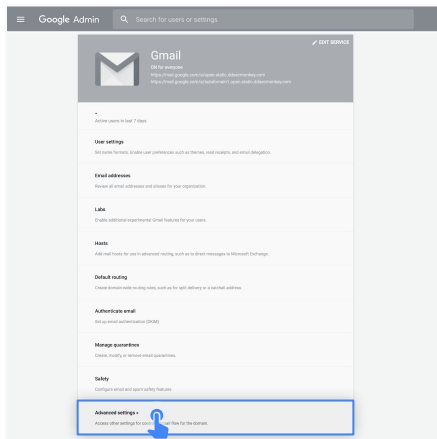 Google Admin
Search for users or settings
EDIT SERVICE
Gmail
ON for everyone
-
Active users in last 7 days
User settings
Set name formats. Enable user preferences such as themes, read receipts, and email delegation.
Email addresses
Review all email addresses and aliases for your organization.
Labs
Enable additional experimental Gmail features for your users.
Hosts
Add mail hosts for use in advanced routing, such as to direct messages to Microsoft Exchange.
Default routing
Create domain-wide routing rules, such as for split delivery or a catchall address.
Authenticate email
Set up email authentication (DKIM)
Manage quarantines
Create, modify, or remove email quarantines.
Safety
Configure email and spam safety features.
Advanced settings »
Access other settings for mail flow for the domain.